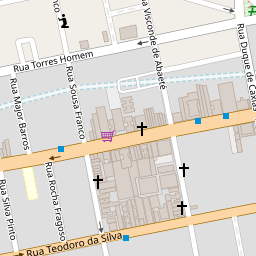 nco
Rua Visconde de Abaeté
Rua Duque de Caxias
Rua Torres Homem
Rua Major Barros
Rua Sousa Franco
Rua Silva Pinto
Rua Rocha Fragoso
Rua Teodoro da Silva